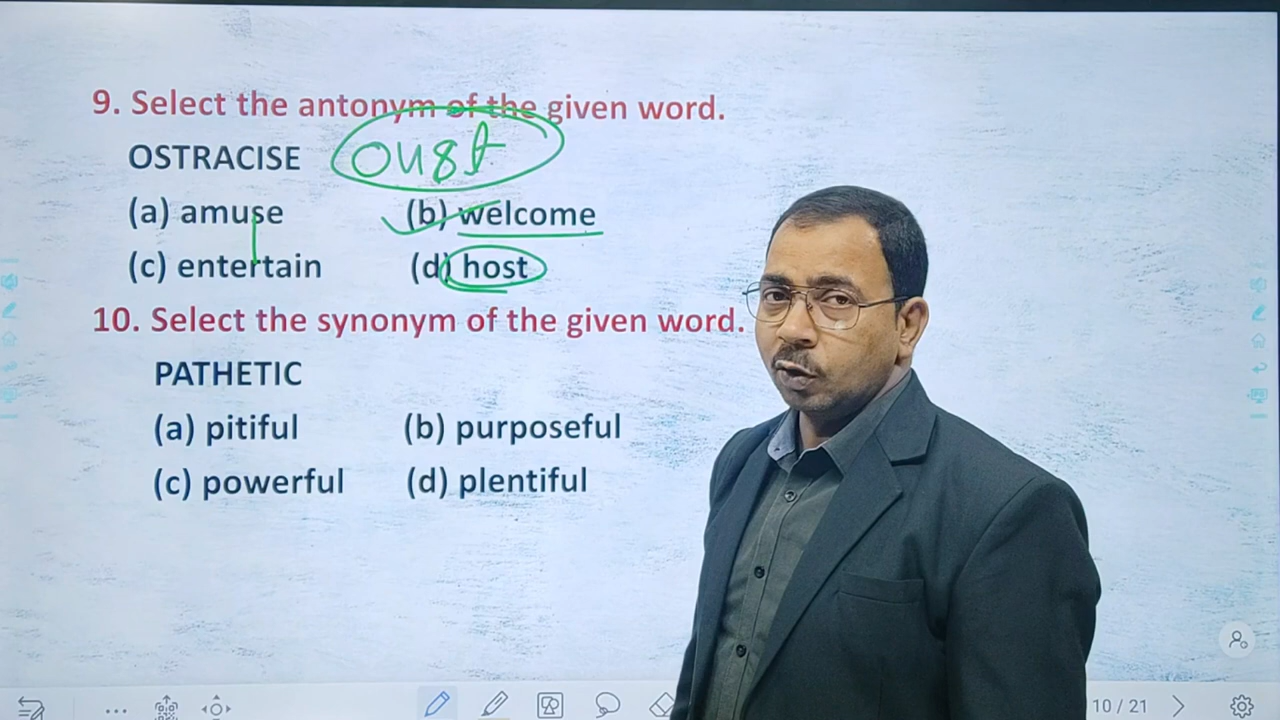 9. Select the antonym of the given word.
OSTRACISE oust
(a) amuse (b) welcome
(c) entertain (d) host
10. Select the synonym of the given word.
PATHETIC
(a) pitiful (b) purposeful
(c) powerful (d) plentiful
10 / 21